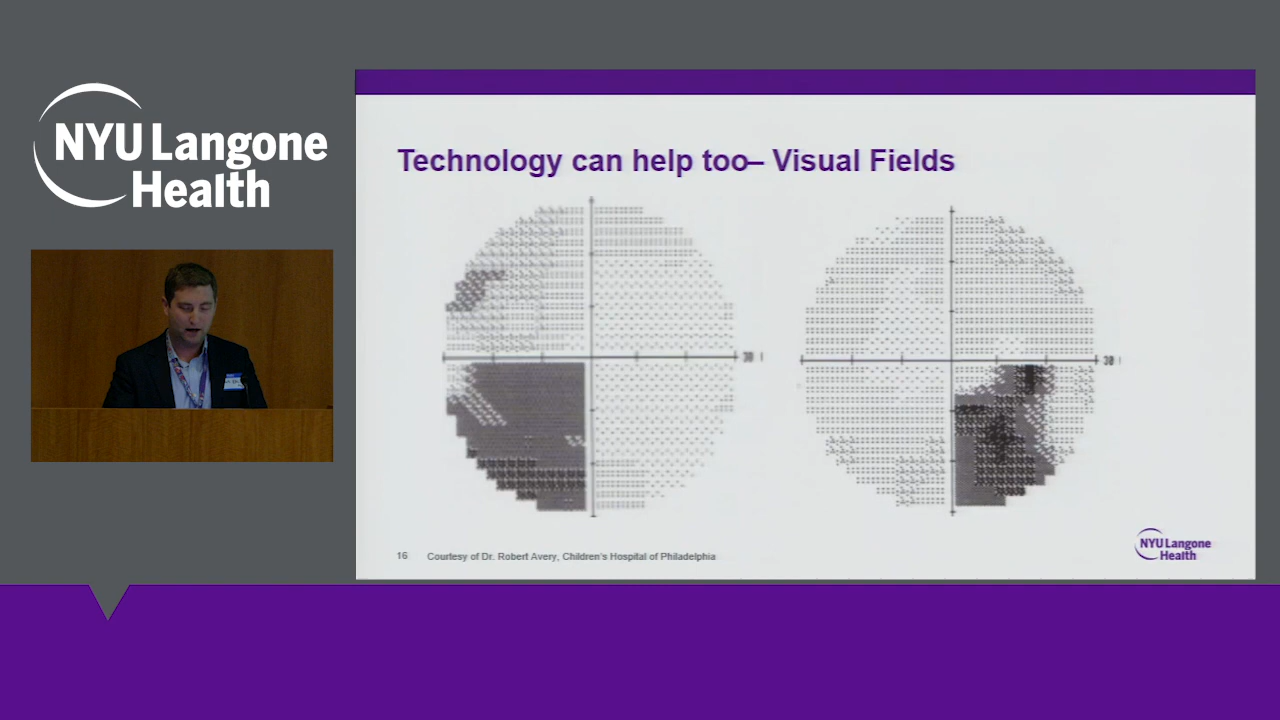 NYU Langone
Health
Technology can help too– Visual Fields
30
30
16 Courtesy of Dr. Robert Avery, Children's Hospital of Philadelphia
NYU Langone
Health